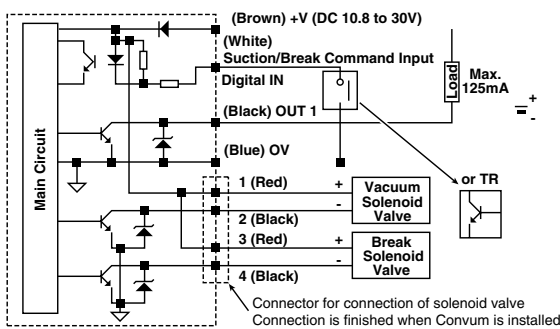 (Brown) +V (DC 10.8 to 30V)
(White)
Suction/Break Command Input
Digital IN
Load
Max.
125mA
+
-
(Black) OUT 1
(Blue) OV
Main Circuit
or TR
1 (Red)
+
Vacuum
Solenoid
Valve
-
2 (Black)
3 (Red)
+
Break
Solenoid
Valve
-
4 (Black)
Connector for connection of solenoid valve
Connection is finished when Convum is installed